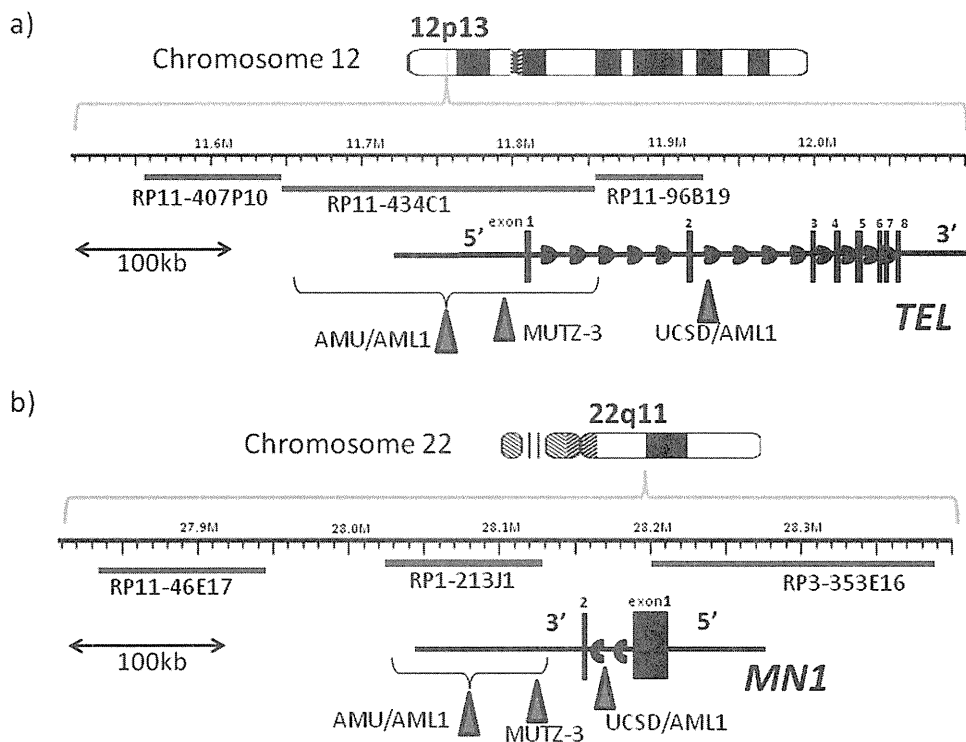 a)
12p13
Chromosome 12
11.6M 11.7M 11.8M 11.9M 12.0M
RP11-407P10
RP11-434C1
RP11-96B19
100kb
5’ exon 1 2 3 4 5 6 7 8 3’
AMU/AML1
MUTZ-3
UCSD/AML1
TEL
b)
22q11
Chromosome 22
27.9M 28.0M 28.1M 28.2M 28.3M
RP11-46E17
RP1-213J1
RP3-353E16
100kb
3’ 2 exon1 5’
AMU/AML1
MUTZ-3
UCSD/AML1
MN1